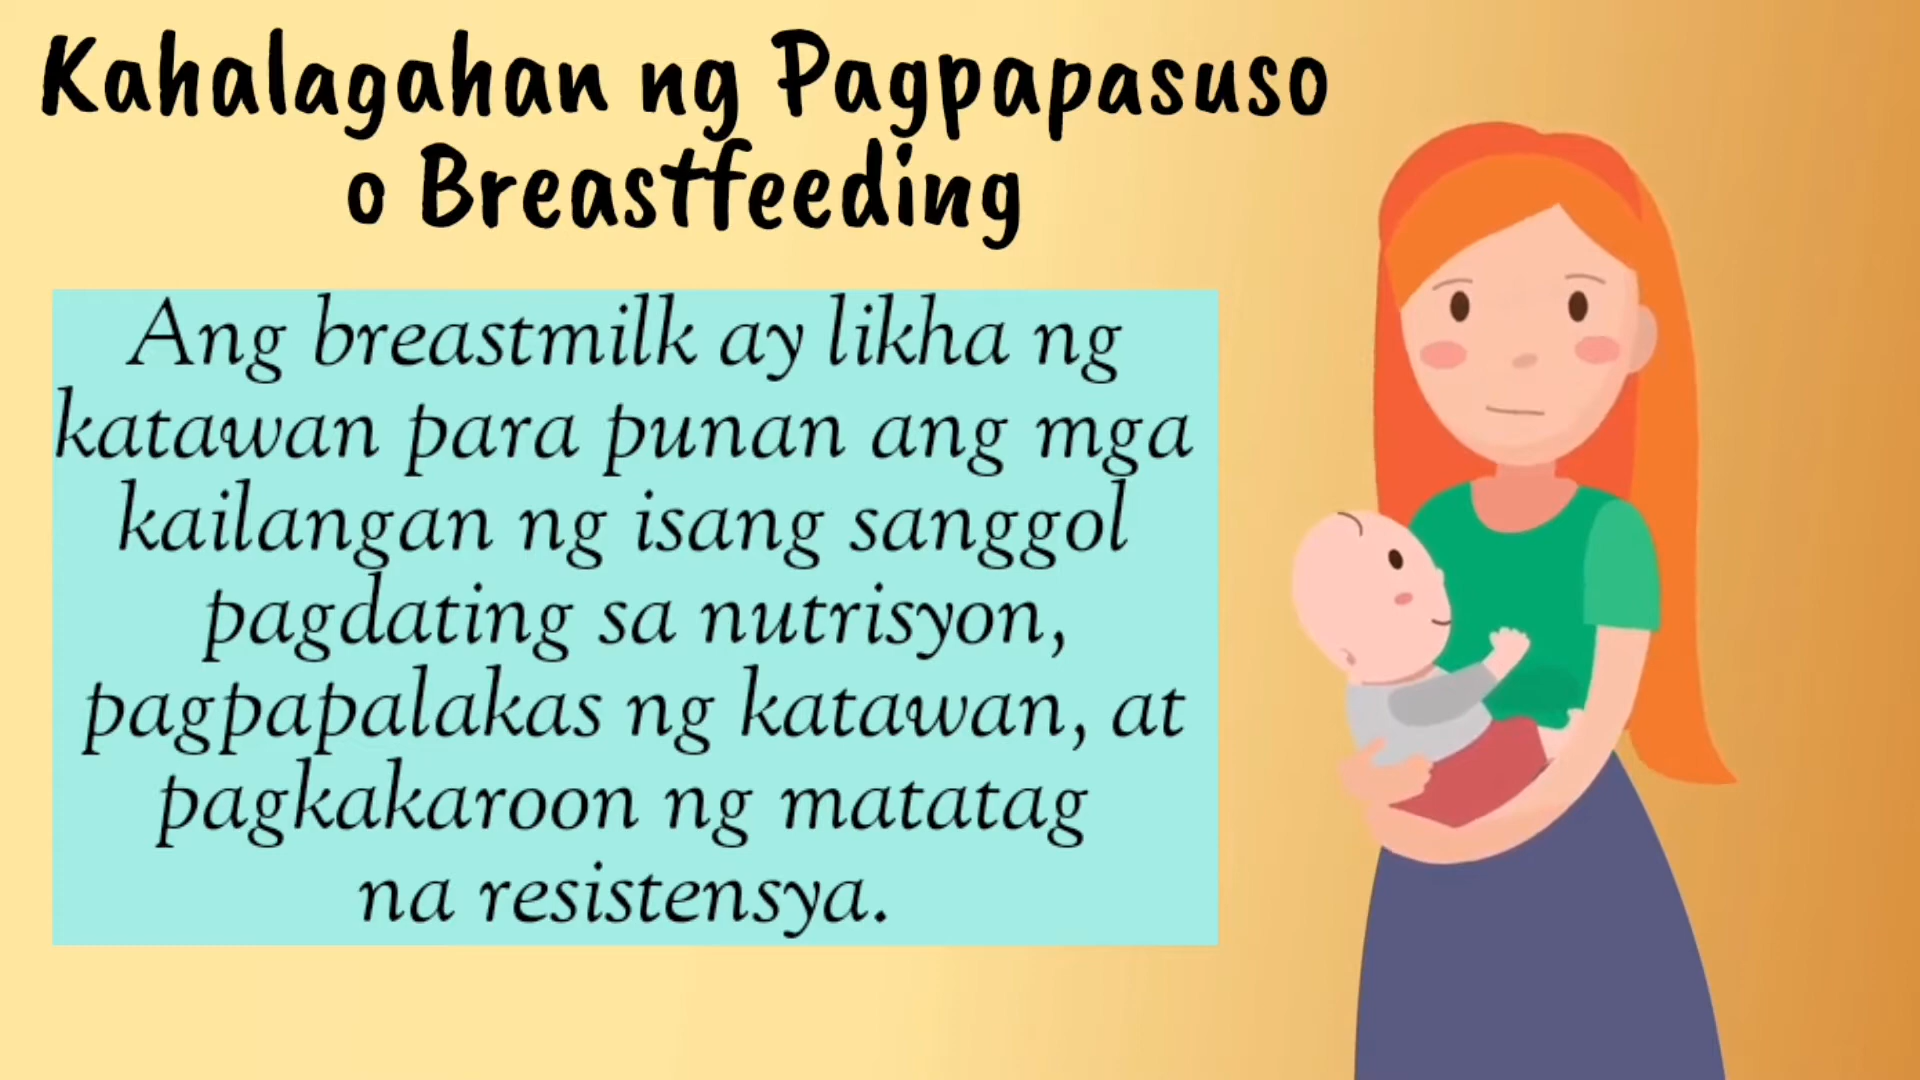 Kahalagahan ng Pagpapasuso
o Breastfeeding
Ang breastmilk ay likha ng
katawan para punan ang mga
kailangan ng isang sanggol
pagdating sa nutrisyon,
pagpapalakas ng katawan, at
pagkakaroon ng matatag
na resistensya.